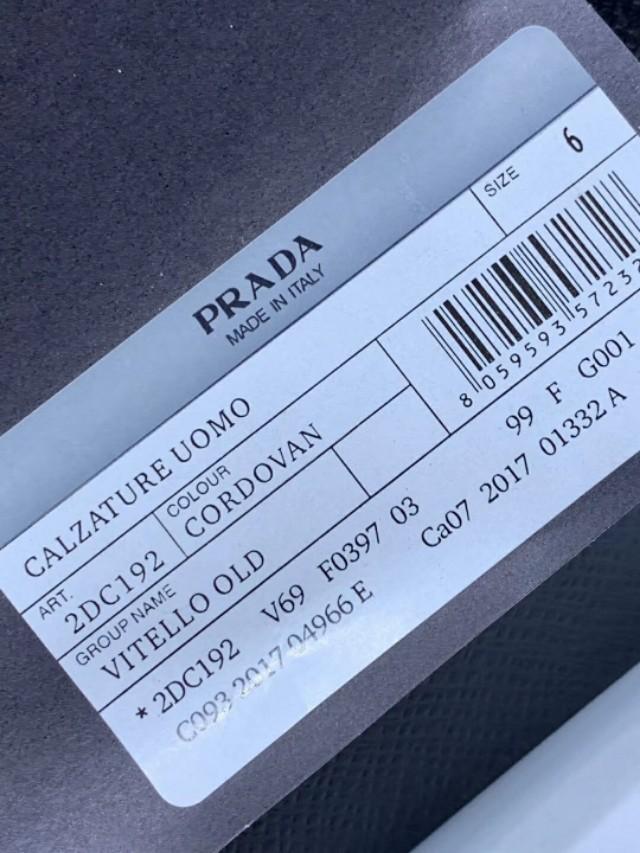 PRADA
MADE IN ITALY
SIZE 6
CALZATURE UOMO
ART. 2DC192
COLOUR CORDOVAN
8 059593 57232
GROUP NAME
VITELLO OLD
99 F G001
* 2DC192 V69 F0397 03
Ca07 2017 01332 A
C093 2017 04966 E